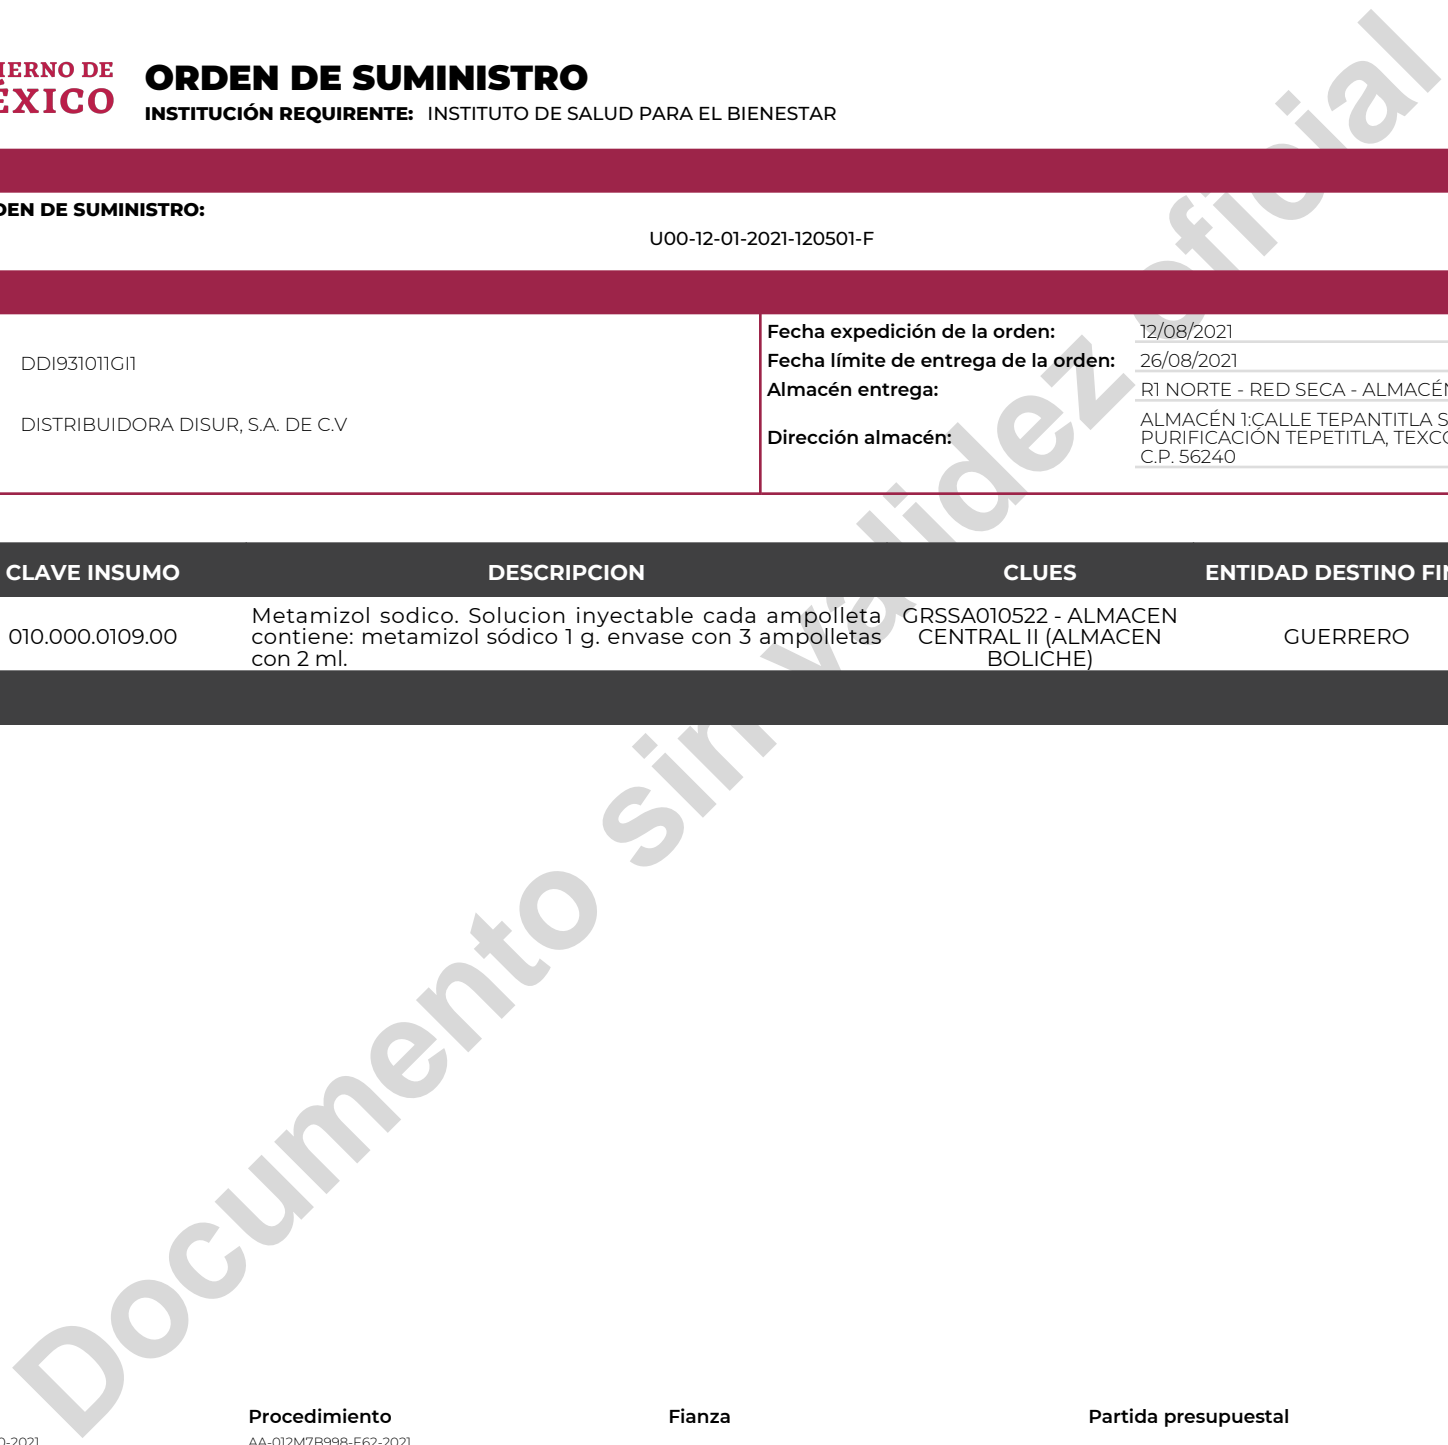 ORDEN DE SUMINISTRO
INSTITUCIÓN REQUIRENTE: INSTITUTO DE SALUD PARA EL BIENESTAR
DE
XICO
DE SUMINISTRO:
U00-12-01-2021-120501-F
DDI931011GI1
DISTRIBUIDORA DISUR, S.A. DE C.V
Fecha expedición de la orden: 12/08/2021
Fecha límite de entrega de la orden: 26/08/2021
Almacén entrega: R1 NORTE - RED SECA - ALMACÉN
Dirección almacén: ALMACÉN 1:CALLE TEPANTITLA S
PURIFICACIÓN TEPETITLA, TEXCO
C.P. 56240
CLAVE INSUMO DESCRIPCION CLUES ENTIDAD DESTINO FIN
010.000.0109.00
Metamizol sodico. Solucion inyectable cada ampolleta
contiene: metamizol sódico 1 g. envase con 3 ampolletas
con 2 ml.
GRSSA010522 - ALMACEN
CENTRAL II (ALMACEN
BOLICHE)
GUERRERO
Documento sin validez oficial
Procedimiento Fianza Partida presupuestal
-2021 AA-012M7B998-E62-2021